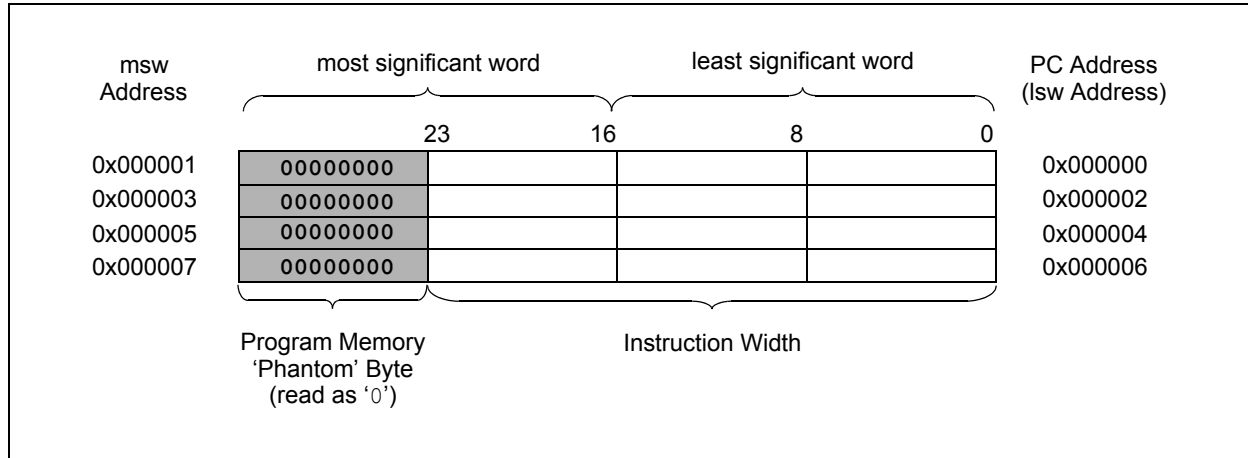 msw
Address
most significant word
least significant word
PC Address
(lsw Address)
23 16 8 0
0x000001 00000000 0x000000
0x000003 00000000 0x000002
0x000005 00000000 0x000004
0x000007 00000000 0x000006
Program Memory
‘Phantom’ Byte
(read as ‘0’)
Instruction Width